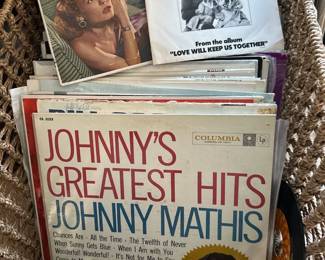 From the album
"LOVE WILL KEEP US TOGETHER"
COLUMBIA
JOHNNY'S
GREATEST HITS
JOHNNY MATHIS
Chances Are - All the Time - The Twelfth of Never
When Sunny Gets Blue - When I Am with You
Wonderful! Wonderful! - It's Not for Me to